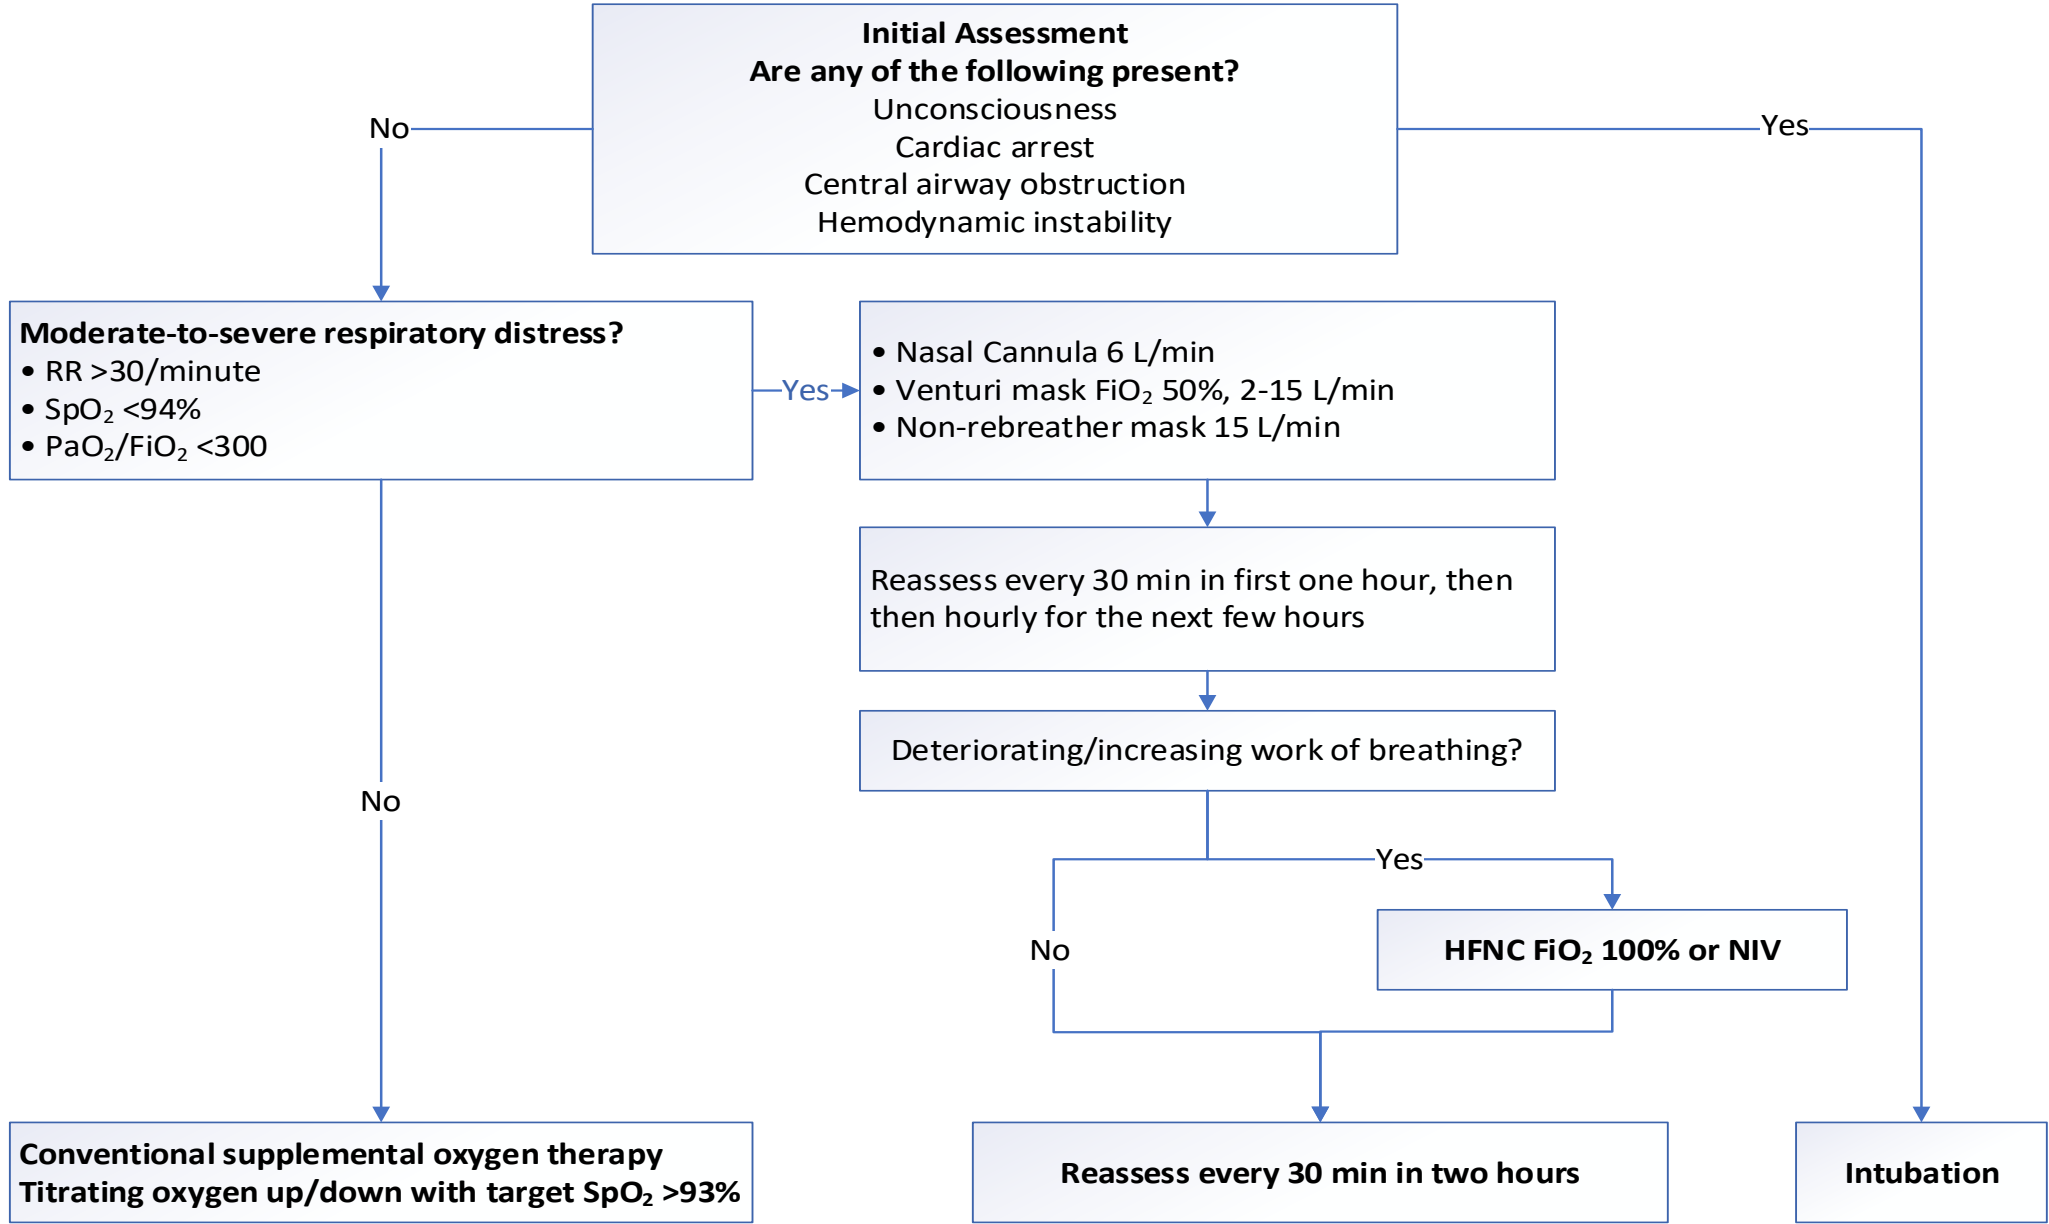 Initial Assessment
Are any of the following present?
Unconsciousness
Cardiac arrest
Central airway obstruction
Hemodynamic instability
No
Yes
Moderate-to-severe respiratory distress?
• RR >30/minute
• SpO₂ <94%
• PaO₂/FiO₂ <300
Yes
• Nasal Cannula 6 L/min
• Venturi mask FiO₂ 50%, 2-15 L/min
• Non-rebreather mask 15 L/min
Reassess every 30 min in first one hour, then
then hourly for the next few hours
Deteriorating/increasing work of breathing?
No
Yes
No
HFNC FiO₂ 100% or NIV
Conventional supplemental oxygen therapy
Titrating oxygen up/down with target SpO₂ >93%
Reassess every 30 min in two hours
Intubation